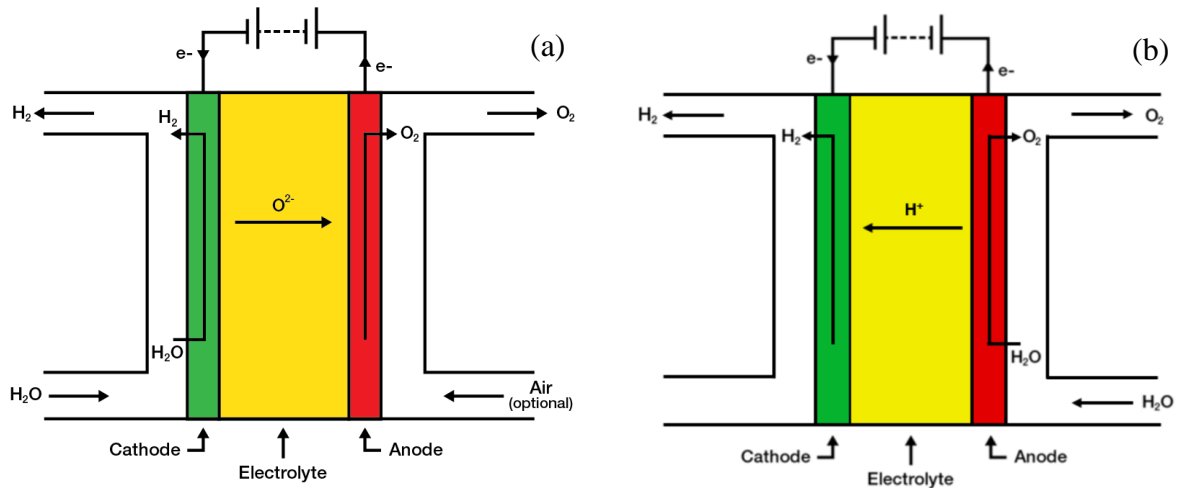 (a)
e-
e-
H₂
H₂
O₂
O₂
O²⁻
H₂O
H₂O
Air
(optional)
Cathode
Anode
Electrolyte
(b)
e-
e-
H₂
H₂
O₂
O₂
H⁺
H₂O
H₂O
Cathode
Anode
Electrolyte